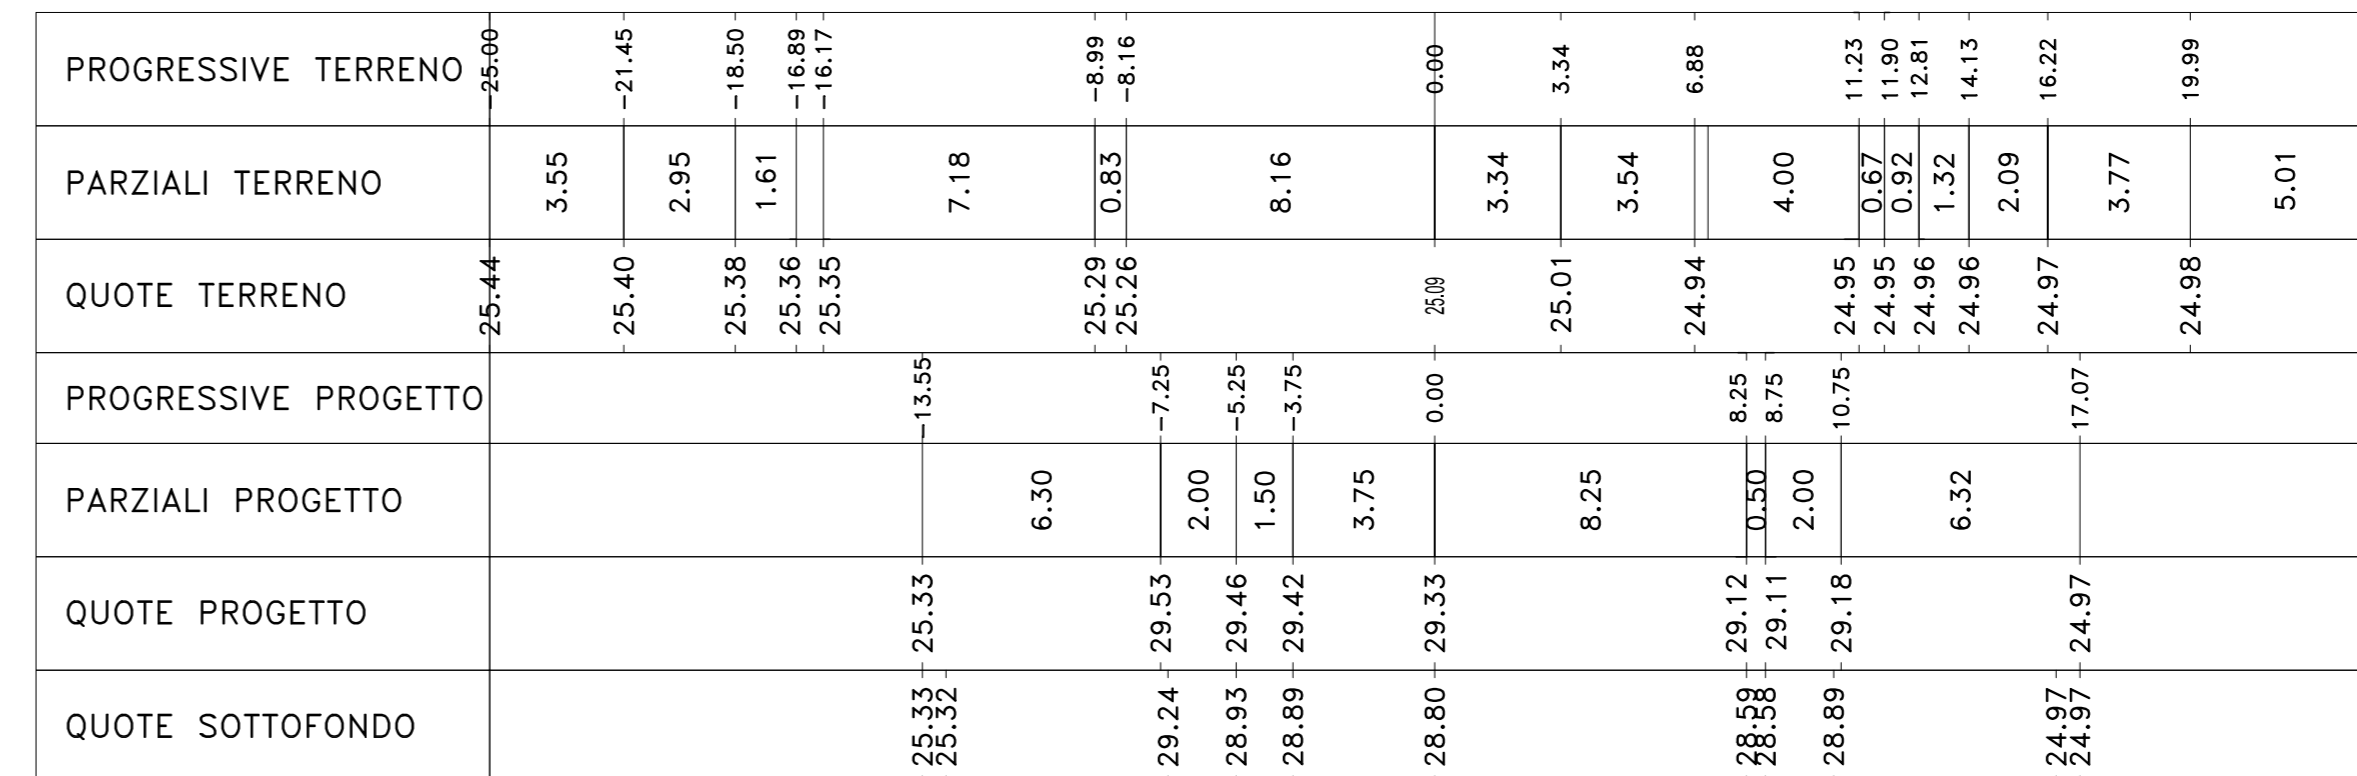 PROGRESSIVE TERRENO -25.00 -21.45 -18.50 -16.89 -16.17 -8.99 -8.16 0.00 3.34 6.88 11.23 11.90 12.81 14.13 16.22 19.99
PARZIALI TERRENO 3.55 2.95 1.61 7.18 0.83 8.16 3.34 3.54 4.00 0.67 0.92 1.32 2.09 3.77 5.01
QUOTE TERRENO 25.44 25.40 25.38 25.36 25.35 25.29 25.26 25.09 25.01 24.94 24.95 24.95 24.96 24.96 24.97 24.98
PROGRESSIVE PROGETTO -13.55 -7.25 -5.25 -3.75 0.00 8.25 8.75 10.75 17.07
PARZIALI PROGETTO 6.30 2.00 1.50 3.75 8.25 0.50 2.00 6.32
QUOTE PROGETTO 25.33 29.53 29.46 29.42 29.33 29.12 29.11 29.18 24.97
QUOTE SOTTOFONDO 25.33 25.32 29.24 28.93 28.89 28.80 28.59 28.58 28.89 24.97 24.97